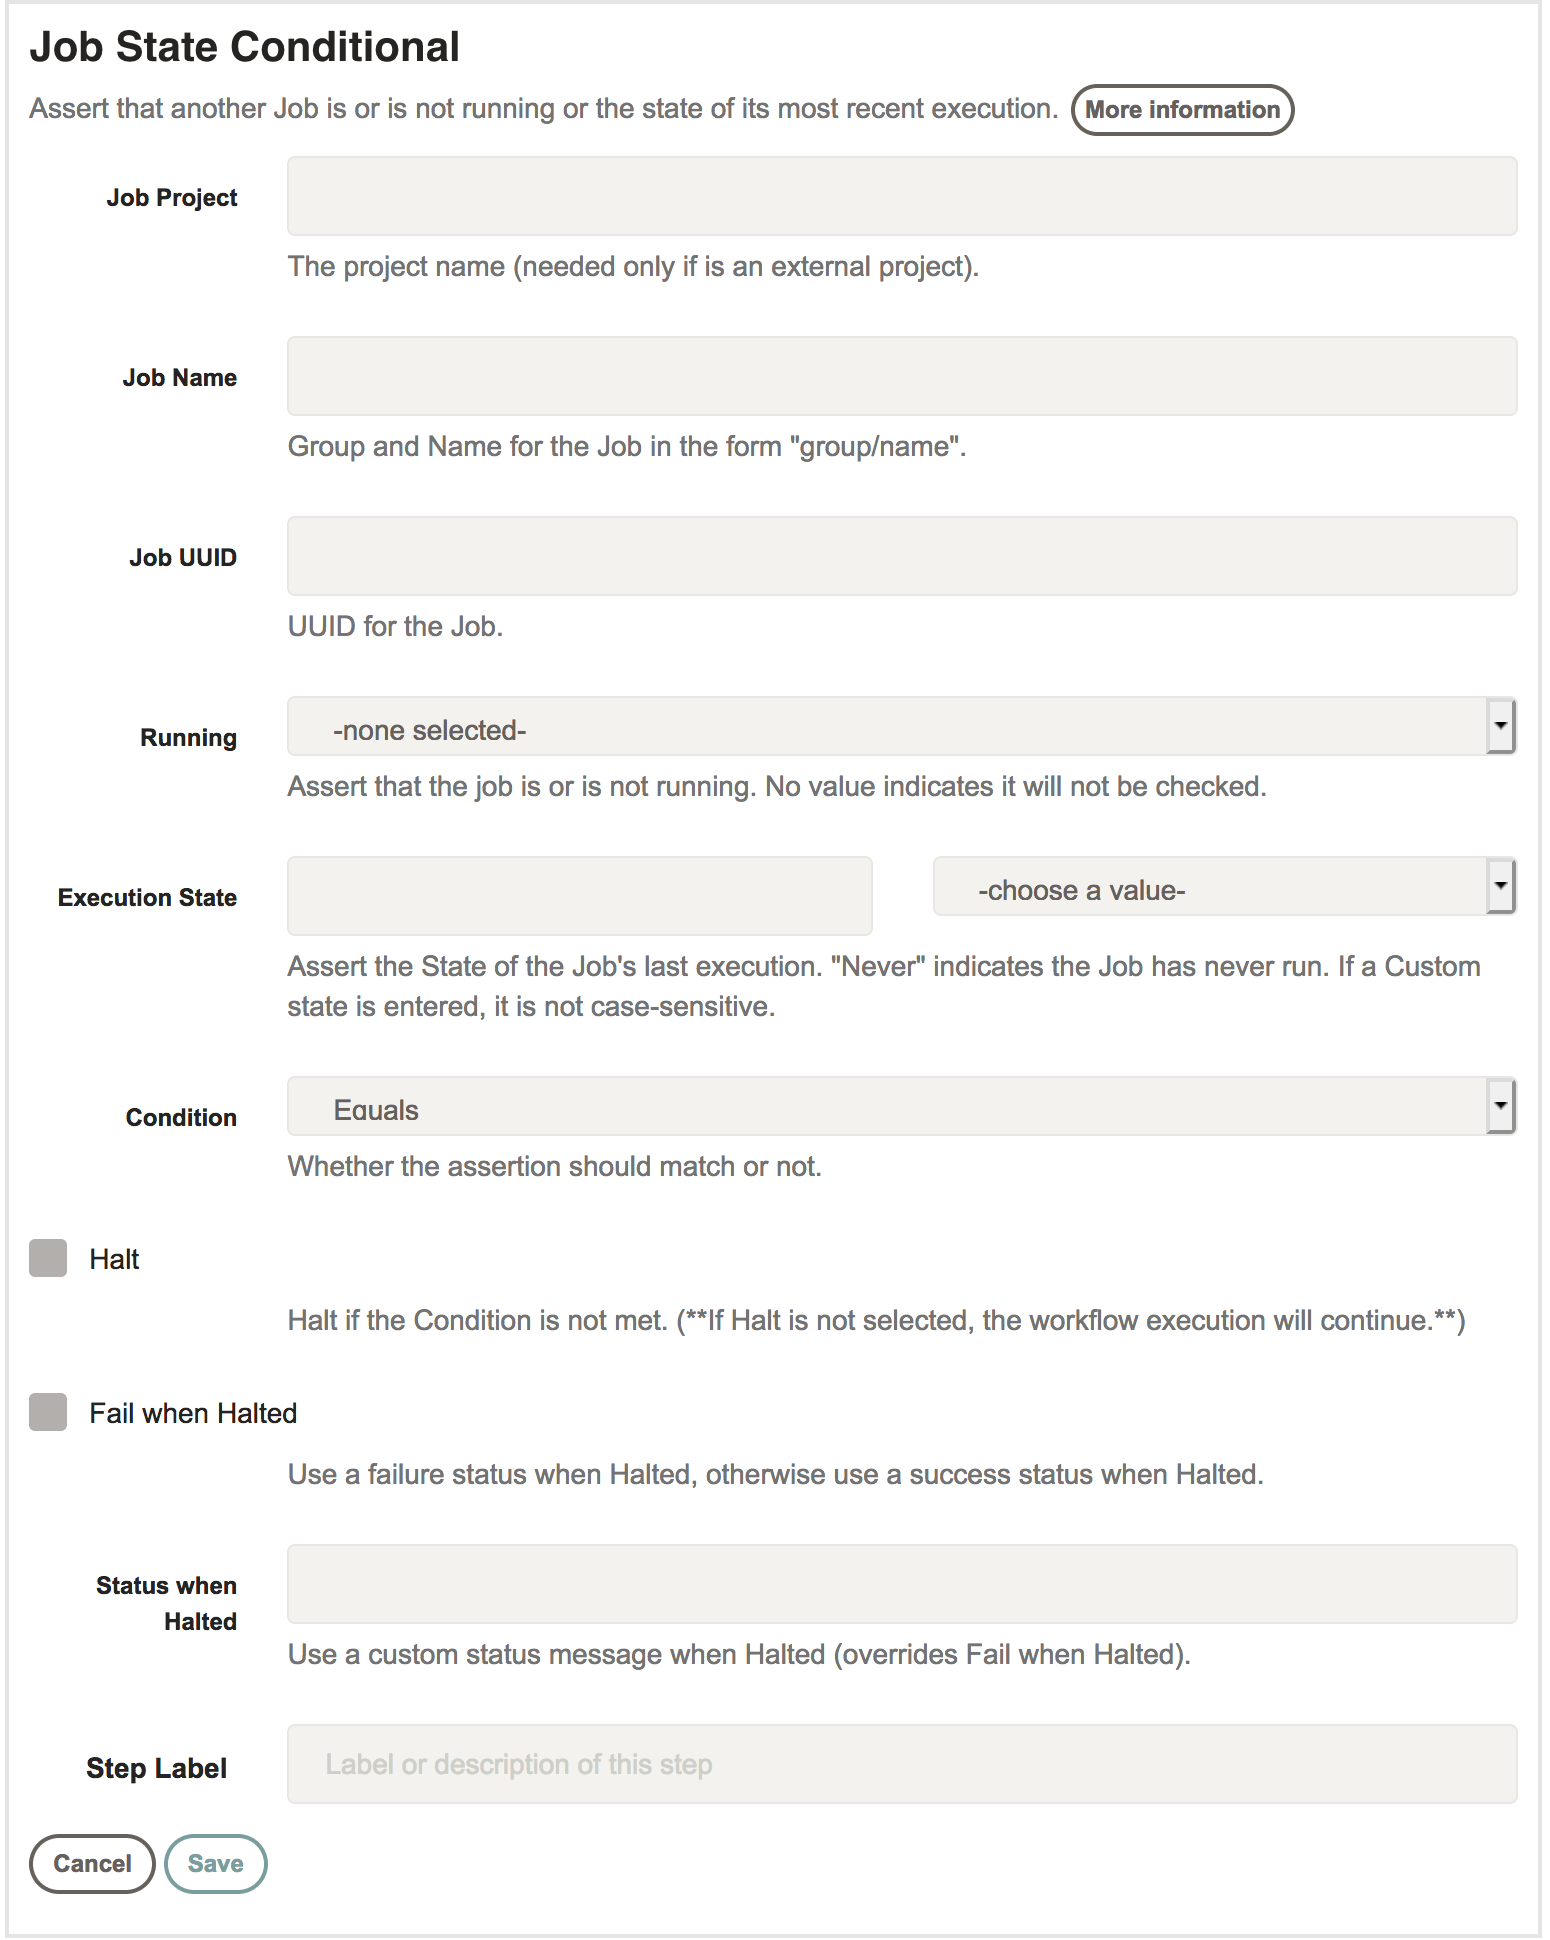 Job State Conditional
Assert that another Job is or is not running or the state of its most recent execution. More information
Job Project
The project name (needed only if is an external project).
Job Name
Group and Name for the Job in the form "group/name".
Job UUID
UUID for the Job.
Running -none selected-
Assert that the job is or is not running. No value indicates it will not be checked.
Execution State -choose a value-
Assert the State of the Job's last execution. "Never" indicates the Job has never run. If a Custom
state is entered, it is not case-sensitive.
Condition Equals
Whether the assertion should match or not.
Halt
Halt if the Condition is not met. (**If Halt is not selected, the workflow execution will continue.**)
Fail when Halted
Use a failure status when Halted, otherwise use a success status when Halted.
Status when
Halted
Use a custom status message when Halted (overrides Fail when Halted).
Step Label Label or description of this step
Cancel Save